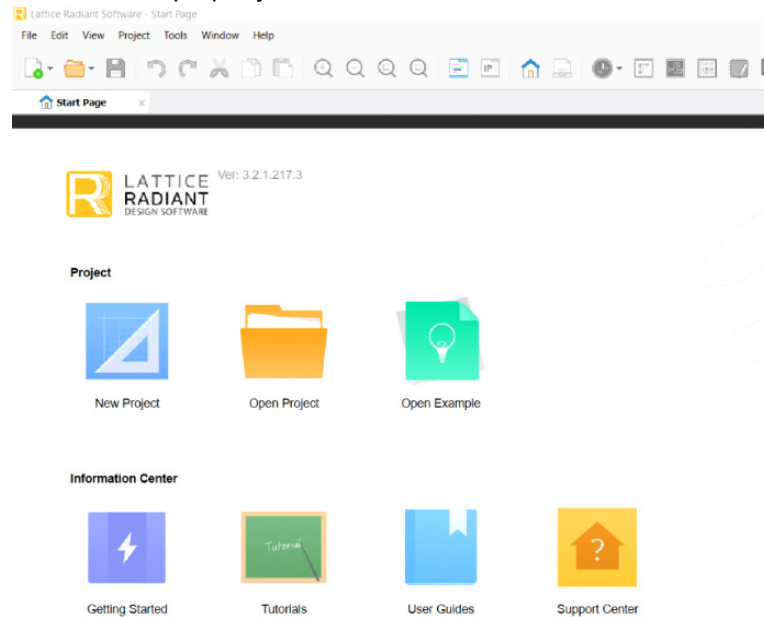 Lattice Radiant Software - Start Page
File Edit View Project Tools Window Help
Start Page
LATTICE
RADIANT
DESIGN SOFTWARE
Ver: 3.2.1.217.3
Project
New Project Open Project Open Example
Information Center
Tutorial
Getting Started Tutorials User Guides Support Center